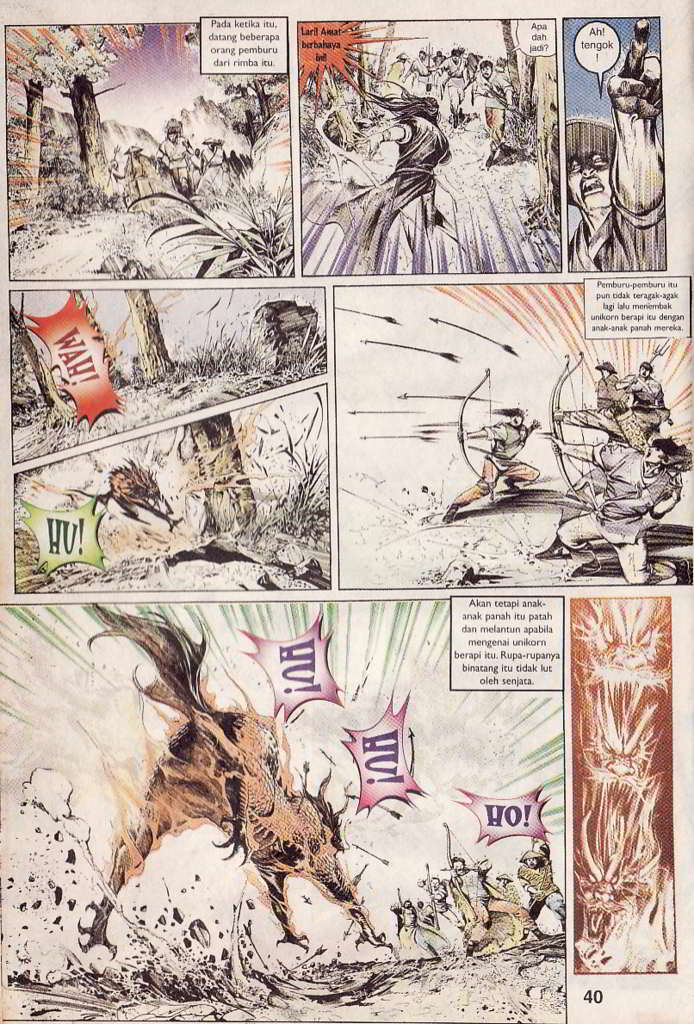 Pada ketika itu,
datang beberapa
orang pemburu
dari rimba itu.
Lari! Amat
berbahaya
ini!
Apa
dah
jadi?
Ah!
tengok
!
WAH!
HU!
Pemburu-pemburu itu
pun tidak teragak-agak
lagi lalu menembak
unikorn berapi itu dengan
anak-anak panah mereka.
Akan tetapi anak-
anak panah itu patah
dan melantun apabila
mengenai unikorn
berapi itu. Rupa-rupanya
binatang itu tidak lut
oleh senjata.
HO!
40